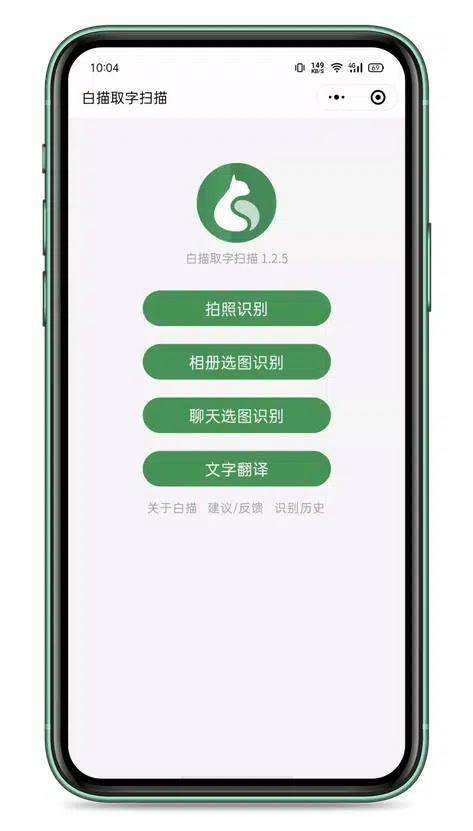 10:04 149 KB/S 4G 69
白描取字扫描
白描取字扫描 1.2.5
拍照识别
相册选图识别
聊天选图识别
文字翻译
关于白描 建议/反馈 识别历史